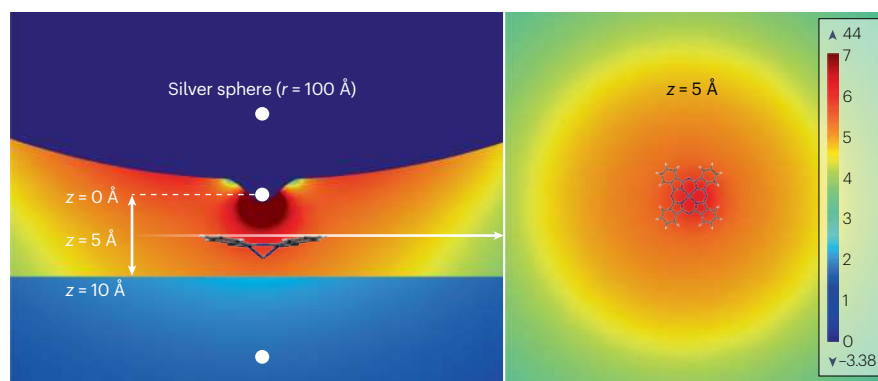 Silver sphere (r = 100 Å)
z = 0 Å
z = 5 Å
z = 10 Å
z = 5 Å
44
7
6
5
4
3
2
1
0
–3.38